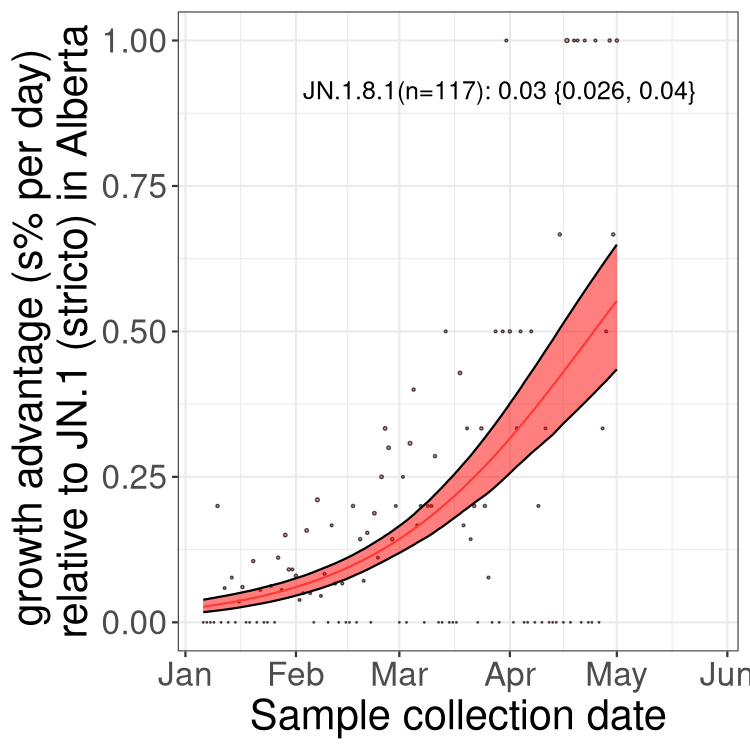 growth advantage (s% per day)
relative to JN.1 (stricto) in Alberta
1.00
0.75
0.50
0.25
0.00
JN.1.8.1(n=117): 0.03 {0.026, 0.04}
Jan Feb Mar Apr May Jun
Sample collection date